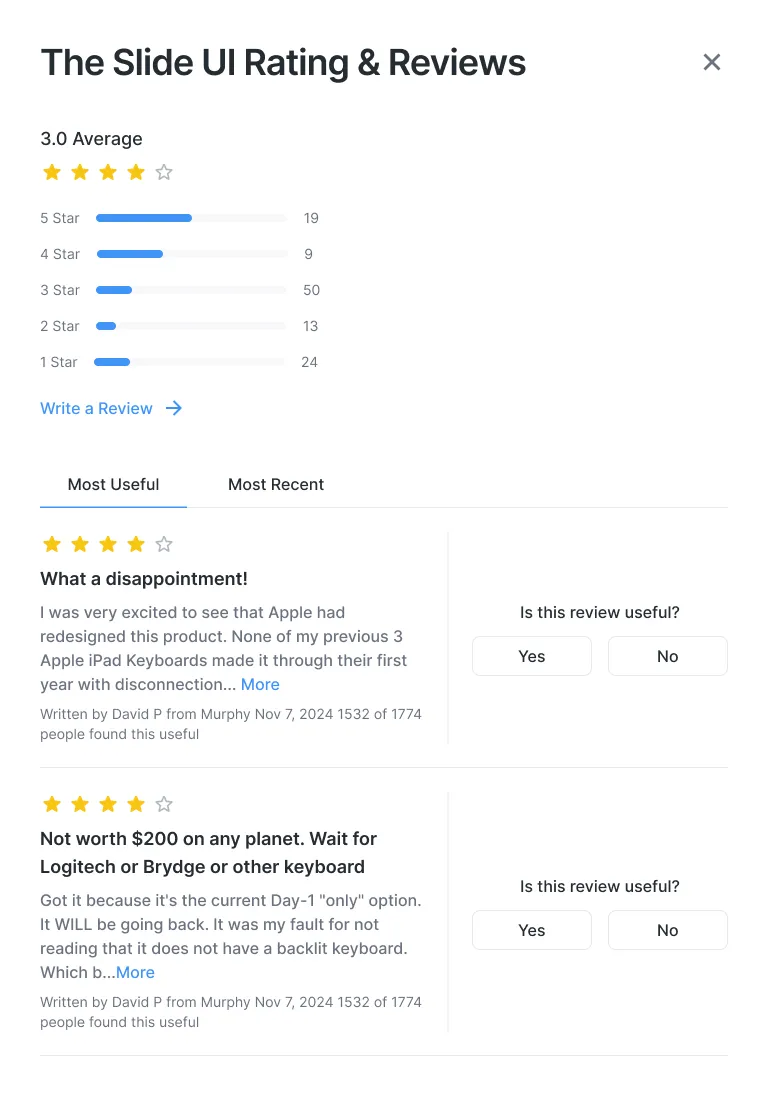 The Slide UI Rating & Reviews
3.0 Average
5 Star 19
4 Star 9
3 Star 50
2 Star 13
1 Star 24
Write a Review
Most Useful Most Recent
What a disappointment!
I was very excited to see that Apple had
redesigned this product. None of my previous 3
Apple iPad Keyboards made it through their first
year with disconnection... More
Written by David P from Murphy Nov 7, 2024 1532 of 1774
people found this useful
Is this review useful?
Yes No
Not worth $200 on any planet. Wait for
Logitech or Brydge or other keyboard
Got it because it's the current Day-1 "only" option.
It WILL be going back. It was my fault for not
reading that it does not have a backlit keyboard.
Which b...More
Written by David P from Murphy Nov 7, 2024 1532 of 1774
people found this useful
Is this review useful?
Yes No